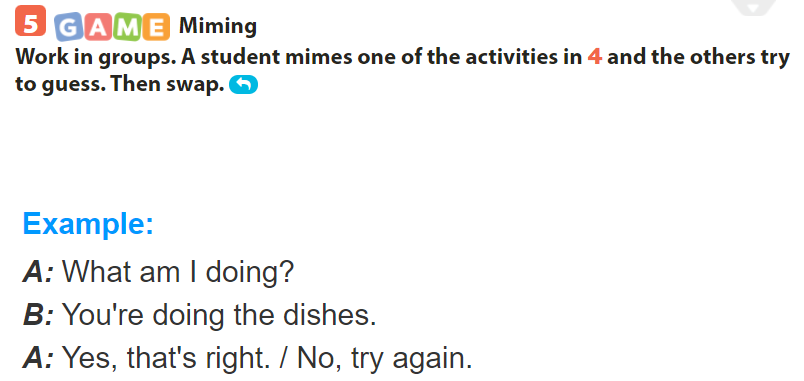 5 GAME Miming
Work in groups. A student mimes one of the activities in 4 and the others try
to guess. Then swap.
Example:
A: What am I doing?
B: You're doing the dishes.
A: Yes, that's right. / No, try again.